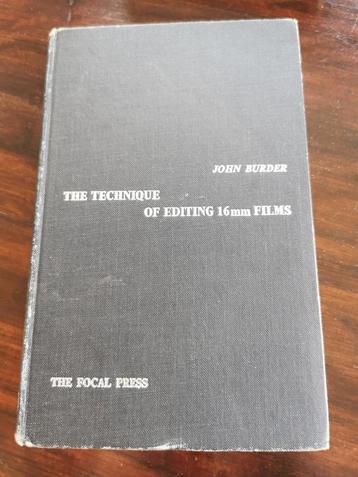 JOHN BURDER
THE TECHNIQUE
OF EDITING 16mm FILMS
THE FOCAL PRESS